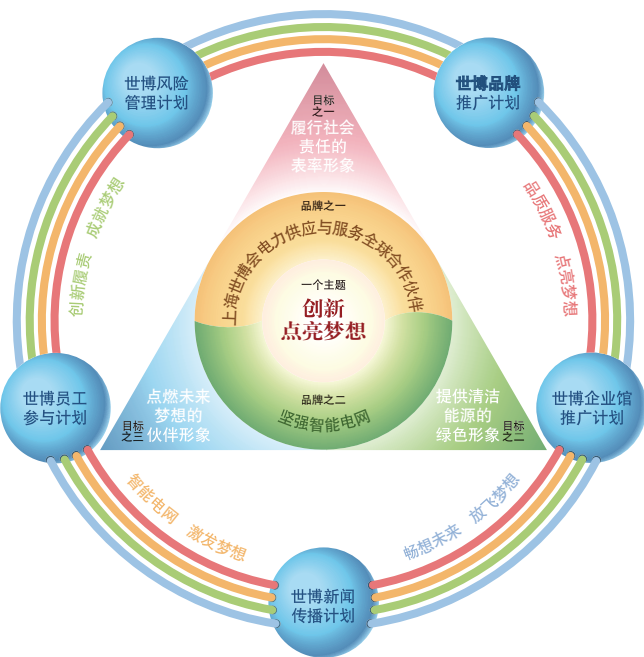 世博风险
管理计划
世博品牌
推广计划
目标
之一
履行社会
责任的
表率形象
品牌之一
上海世博会电力供应与服务全球合作伙伴
成就梦想
创新履责
品质服务
点亮梦想
一个主题
创新
点亮梦想
世博员工
参与计划
世博企业馆
推广计划
品牌之二
坚强智能电网
点燃未来
梦想的
伙伴形象
目标
之三
提供清洁
能源的
绿色形象
目标
之二
智能电网
激发梦想
畅想未来
放飞梦想
世博新闻
传播计划